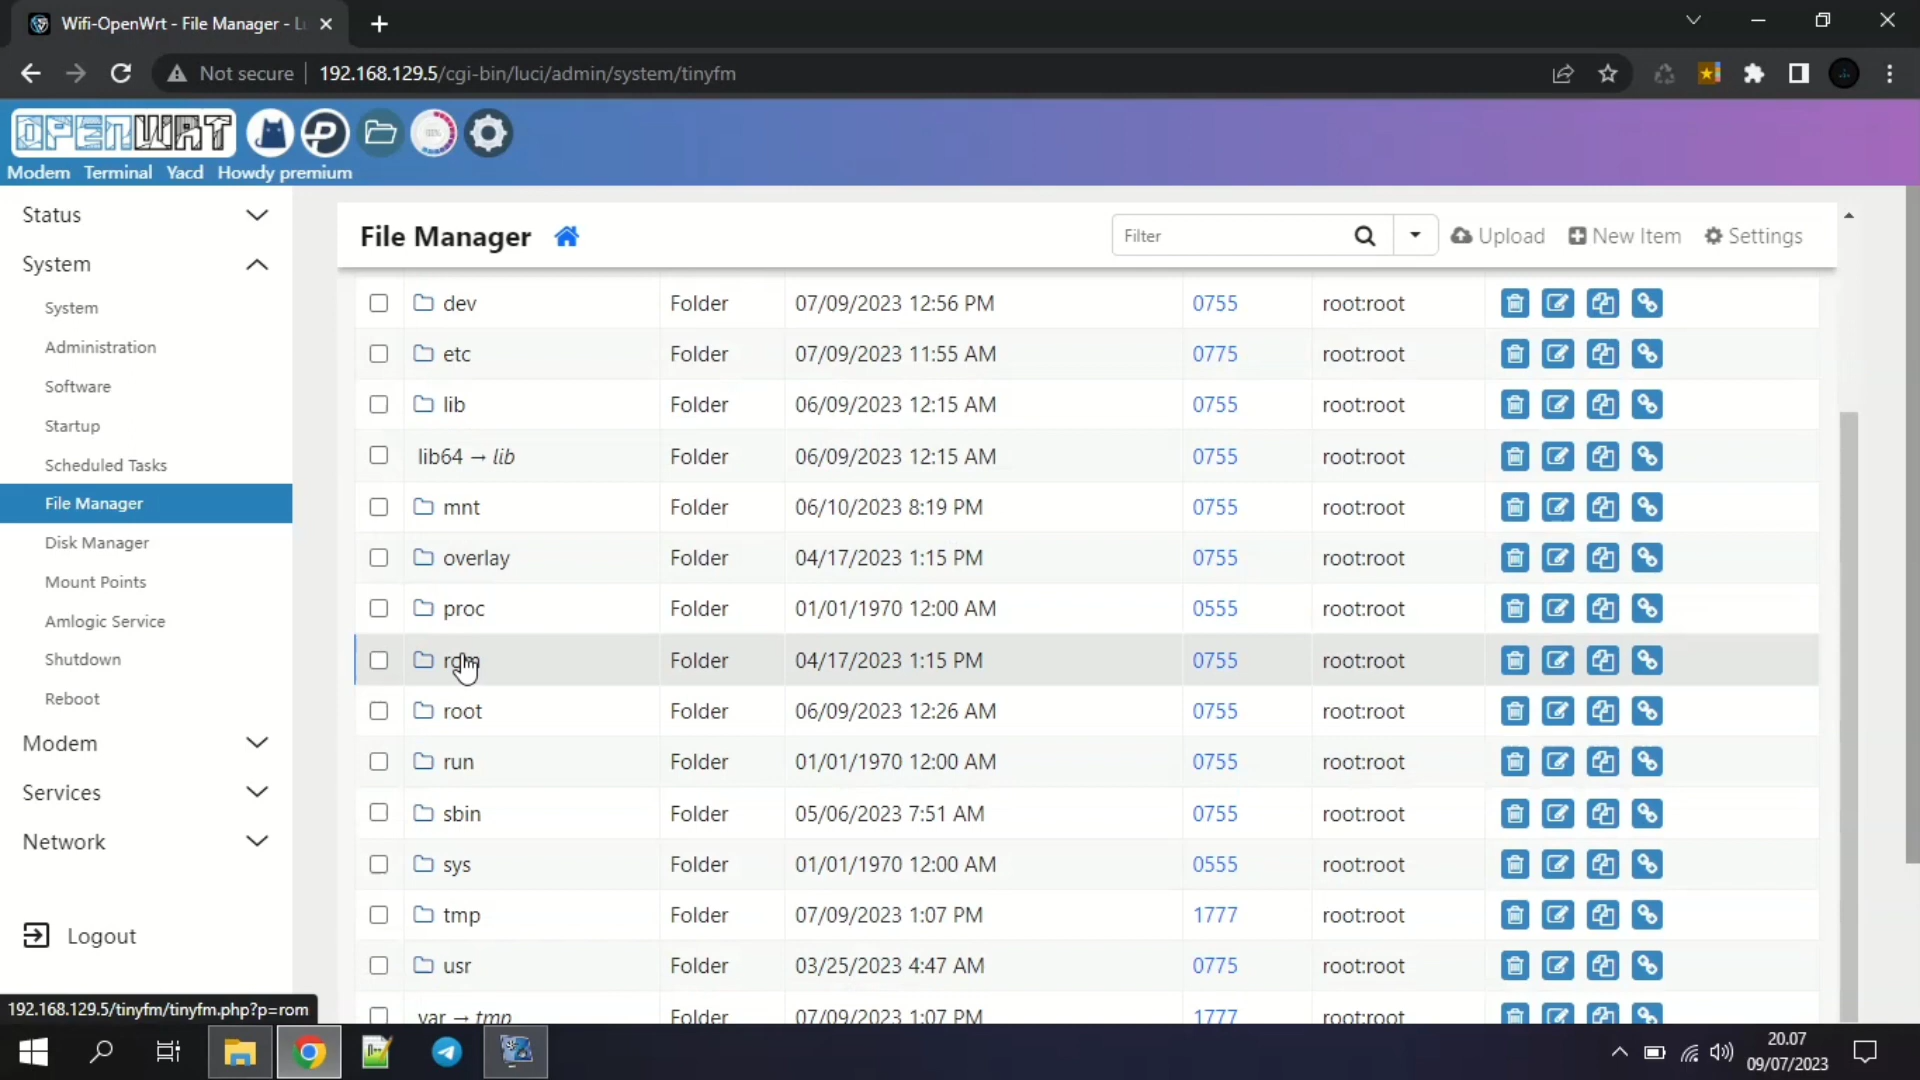 Wifi-OpenWrt - File Manager - L
Not secure
192.168.129.5/cgi-bin/luci/admin/system/tinyfm
OPENWRT
100%
Modem Terminal Yacd Howdy premium
Status
System
System
Administration
Software
Startup
Scheduled Tasks
File Manager
Disk Manager
Mount Points
Amlogic Service
Shutdown
Reboot
Modem
Services
Network
Logout
File Manager
Filter
Upload
New Item
Settings
dev Folder 07/09/2023 12:56 PM 0755 root:root
etc Folder 07/09/2023 11:55 AM 0775 root:root
lib Folder 06/09/2023 12:15 AM 0755 root:root
lib64 → lib Folder 06/09/2023 12:15 AM 0755 root:root
mnt Folder 06/10/2023 8:19 PM 0755 root:root
overlay Folder 04/17/2023 1:15 PM 0755 root:root
proc Folder 01/01/1970 12:00 AM 0555 root:root
rom Folder 04/17/2023 1:15 PM 0755 root:root
root Folder 06/09/2023 12:26 AM 0755 root:root
run Folder 01/01/1970 12:00 AM 0755 root:root
sbin Folder 05/06/2023 7:51 AM 0755 root:root
sys Folder 01/01/1970 12:00 AM 0555 root:root
tmp Folder 07/09/2023 1:07 PM 1777 root:root
usr Folder 03/25/2023 4:47 AM 0775 root:root
var → tmp Folder 07/09/2023 1:07 PM 1777 root:root
192.168.129.5/tinyfm/tinyfm.php?p=rom
20.07
09/07/2023